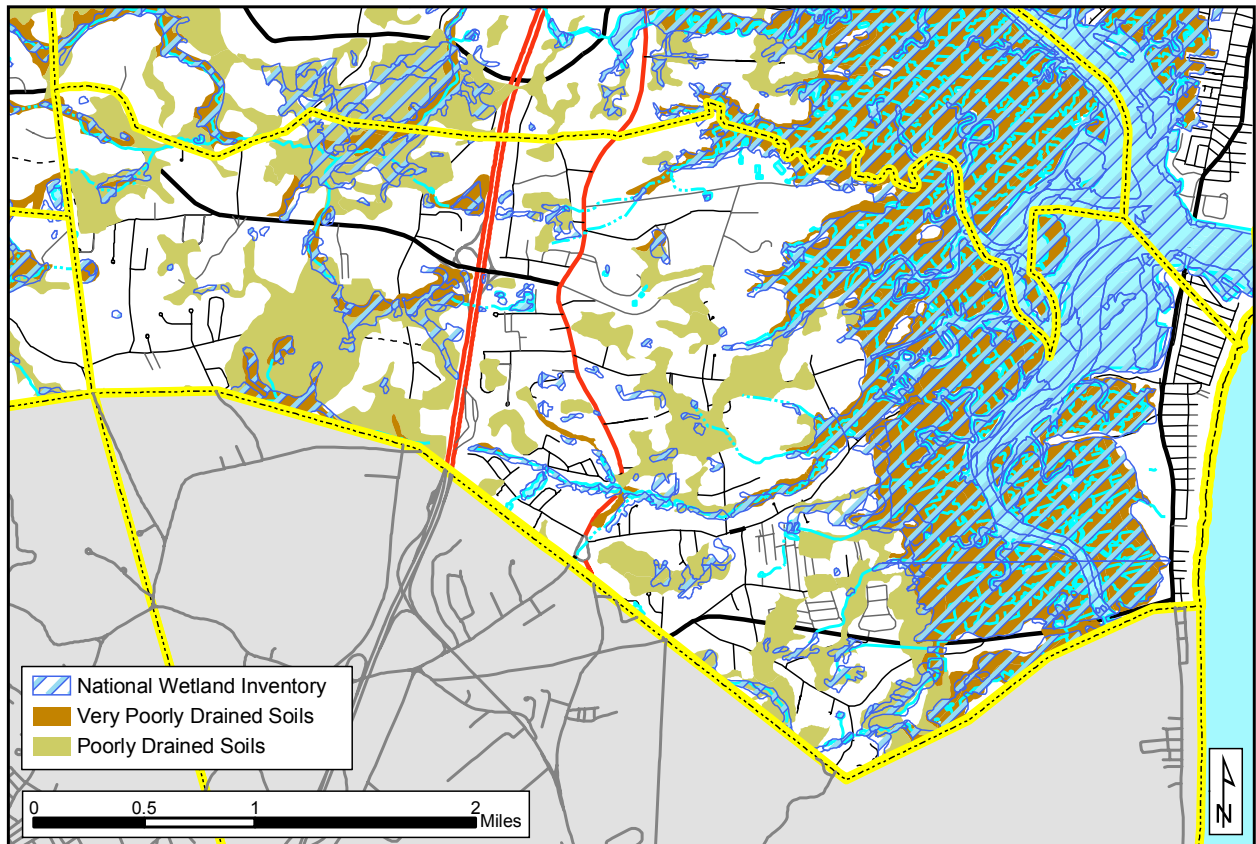 National Wetland Inventory
Very Poorly Drained Soils
Poorly Drained Soils
0 0.5 1 2
Miles
N